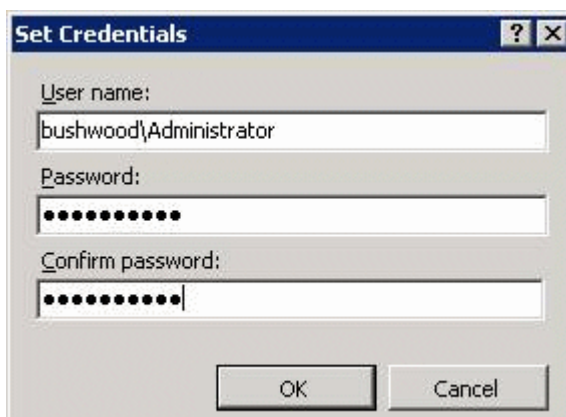 Set Credentials
User name:
bushwood\Administrator
Password:
••••••••••
Confirm password:
••••••••••
OK Cancel